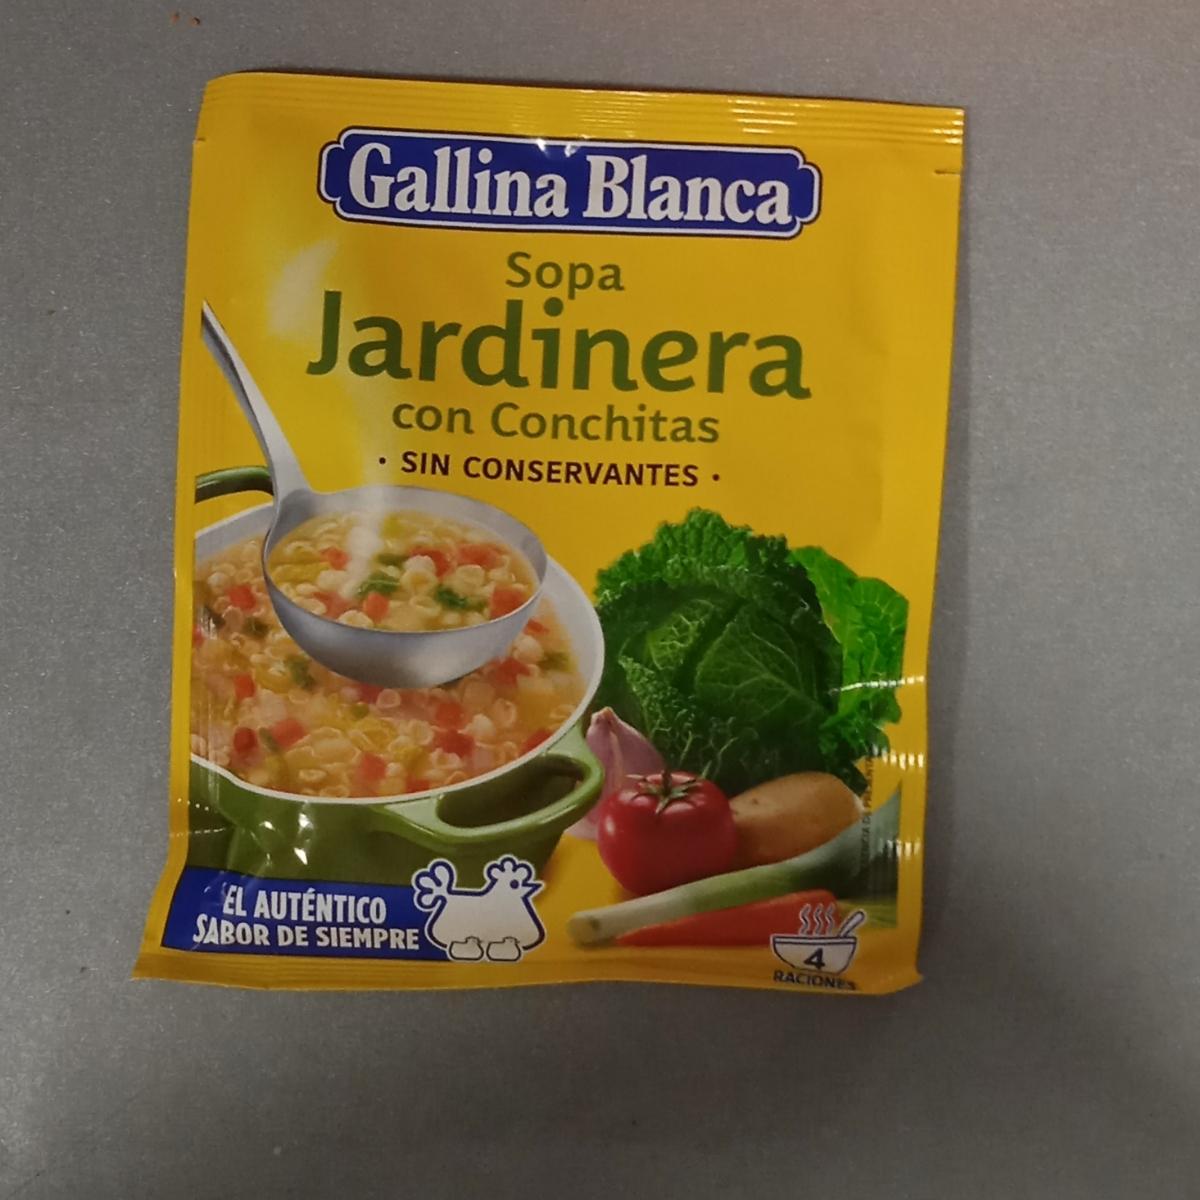 Gallina Blanca
Sopa
Jardinera
con Conchitas
· SIN CONSERVANTES ·
EL AUTÉNTICO
SABOR DE SIEMPRE
4
RACIONES